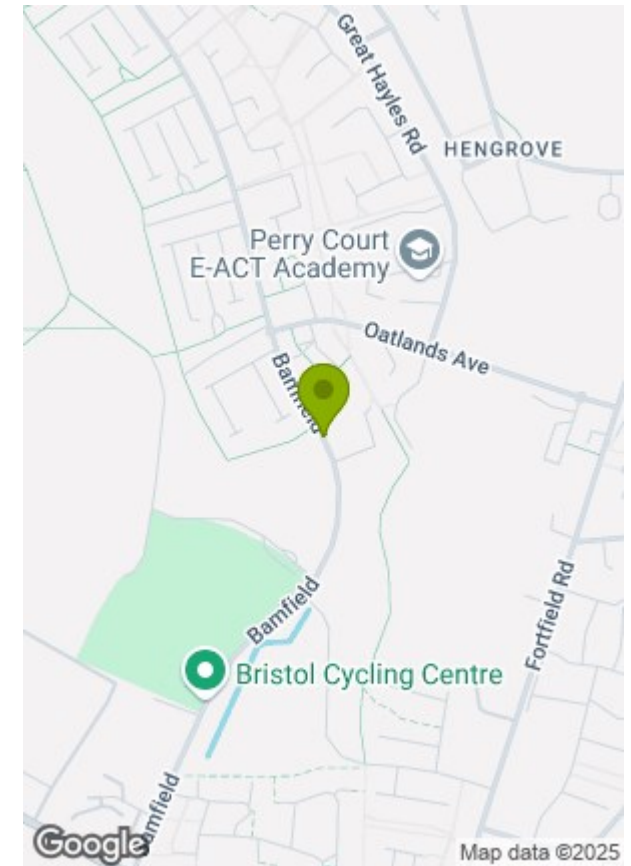 Great Hayles Rd
HENGROVE
Perry Court
E-ACT Academy
Oatlands Ave
Bamfield
Bamfield
Fortfield Rd
Bristol Cycling Centre
Bamfield
Google
Map data ©2025